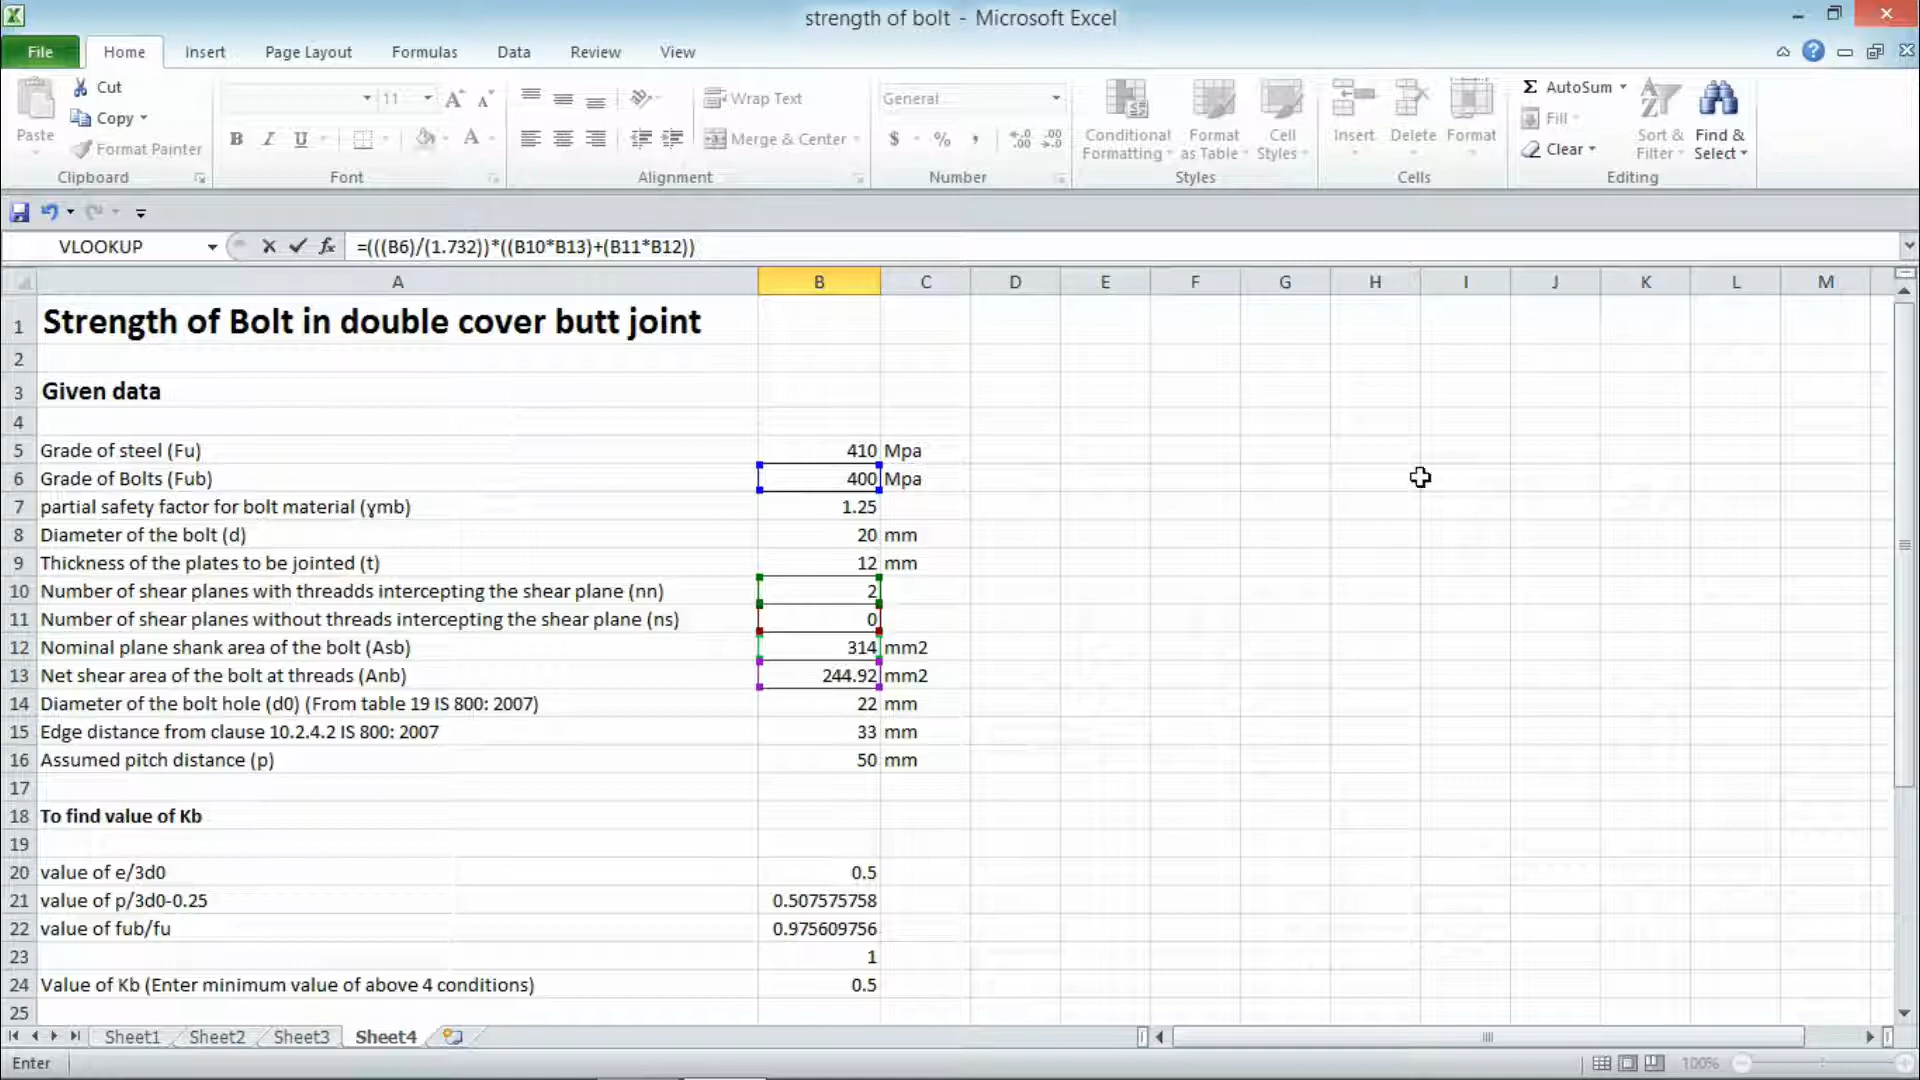 strength of bolt - Microsoft Excel
File Home Insert Page Layout Formulas Data Review View
Paste
Cut
Copy
Format Painter
Clipboard
11
B I U A
Font
Wrap Text
Merge & Center
Alignment
General
$ % ,
Number
Conditional Formatting
Format as Table
Cell Styles
Styles
Insert Delete Format
Cells
Σ AutoSum
Fill
Clear
Sort & Filter
Find & Select
Editing
VLOOKUP fx =(((B6)/(1.732))*((B10*B13)+(B11*B12))
A B C D E F G H I J K L M
1 Strength of Bolt in double cover butt joint
2
3 Given data
4
5 Grade of steel (Fu) 410 Mpa
6 Grade of Bolts (Fub) 400 Mpa
7 partial safety factor for bolt material (γmb) 1.25
8 Diameter of the bolt (d) 20 mm
9 Thickness of the plates to be jointed (t) 12 mm
10 Number of shear planes with threadds intercepting the shear plane (nn) 2
11 Number of shear planes without threads intercepting the shear plane (ns) 0
12 Nominal plane shank area of the bolt (Asb) 314 mm2
13 Net shear area of the bolt at threads (Anb) 244.92 mm2
14 Diameter of the bolt hole (d0) (From table 19 IS 800: 2007) 22 mm
15 Edge distance from clause 10.2.4.2 IS 800: 2007 33 mm
16 Assumed pitch distance (p) 50 mm
17
18 To find value of Kb
19
20 value of e/3d0 0.5
21 value of p/3d0-0.25 0.507575758
22 value of fub/fu 0.975609756
23 1
24 Value of Kb (Enter minimum value of above 4 conditions) 0.5
25
Sheet1 Sheet2 Sheet3 Sheet4
Enter 100%